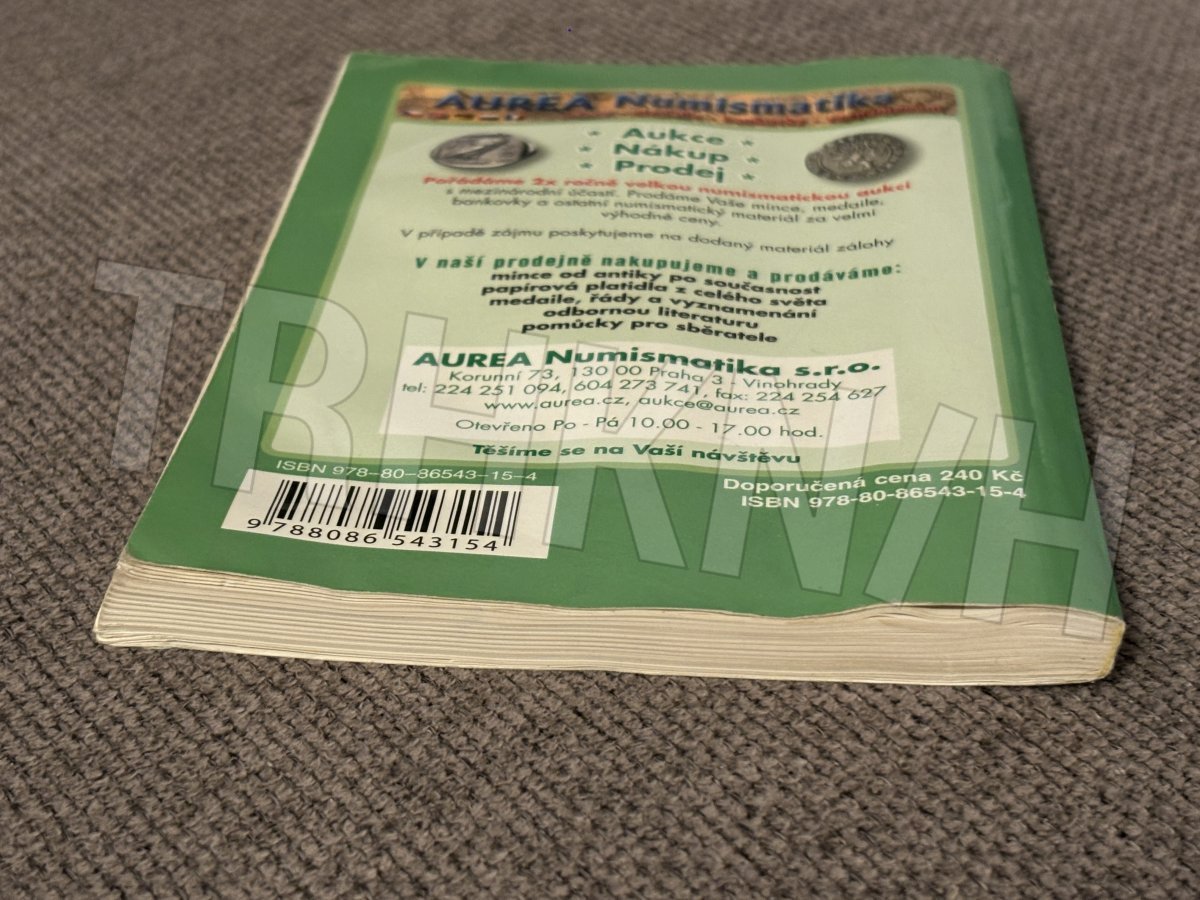 AUREA Numismatika
* Aukce *
* Nákup *
* Prodej *
Pořádáme 2x ročně velkou numismatickou aukci
s mezinárodní účastí. Prodáme Vaše mince, medaile,
bankovky a ostatní numismatický materiál za velmi
výhodné ceny.
V případě zájmu poskytujeme na dodaný materiál zálohy
V naší prodejně nakupujeme a prodáváme:
mince od antiky po současnost
papírová platidla z celého světa
medaile, řády a vyznamenání
odbornou literaturu
pomůcky pro sběratele
AUREA Numismatika s.r.o.
Korunní 73, 130 00 Praha 3 - Vinohrady
tel: 224 251 094, 604 273 741, fax: 224 254 627
www.aurea.cz, aukce@aurea.cz
Otevřeno Po - Pá 10.00 - 17.00 hod.
Těšíme se na Vaší návštěvu
ISBN 978-80-86543-15-4
9 788086 543154
Doporučená cena 240 Kč
ISBN 978-80-86543-15-4
TRHKNIH